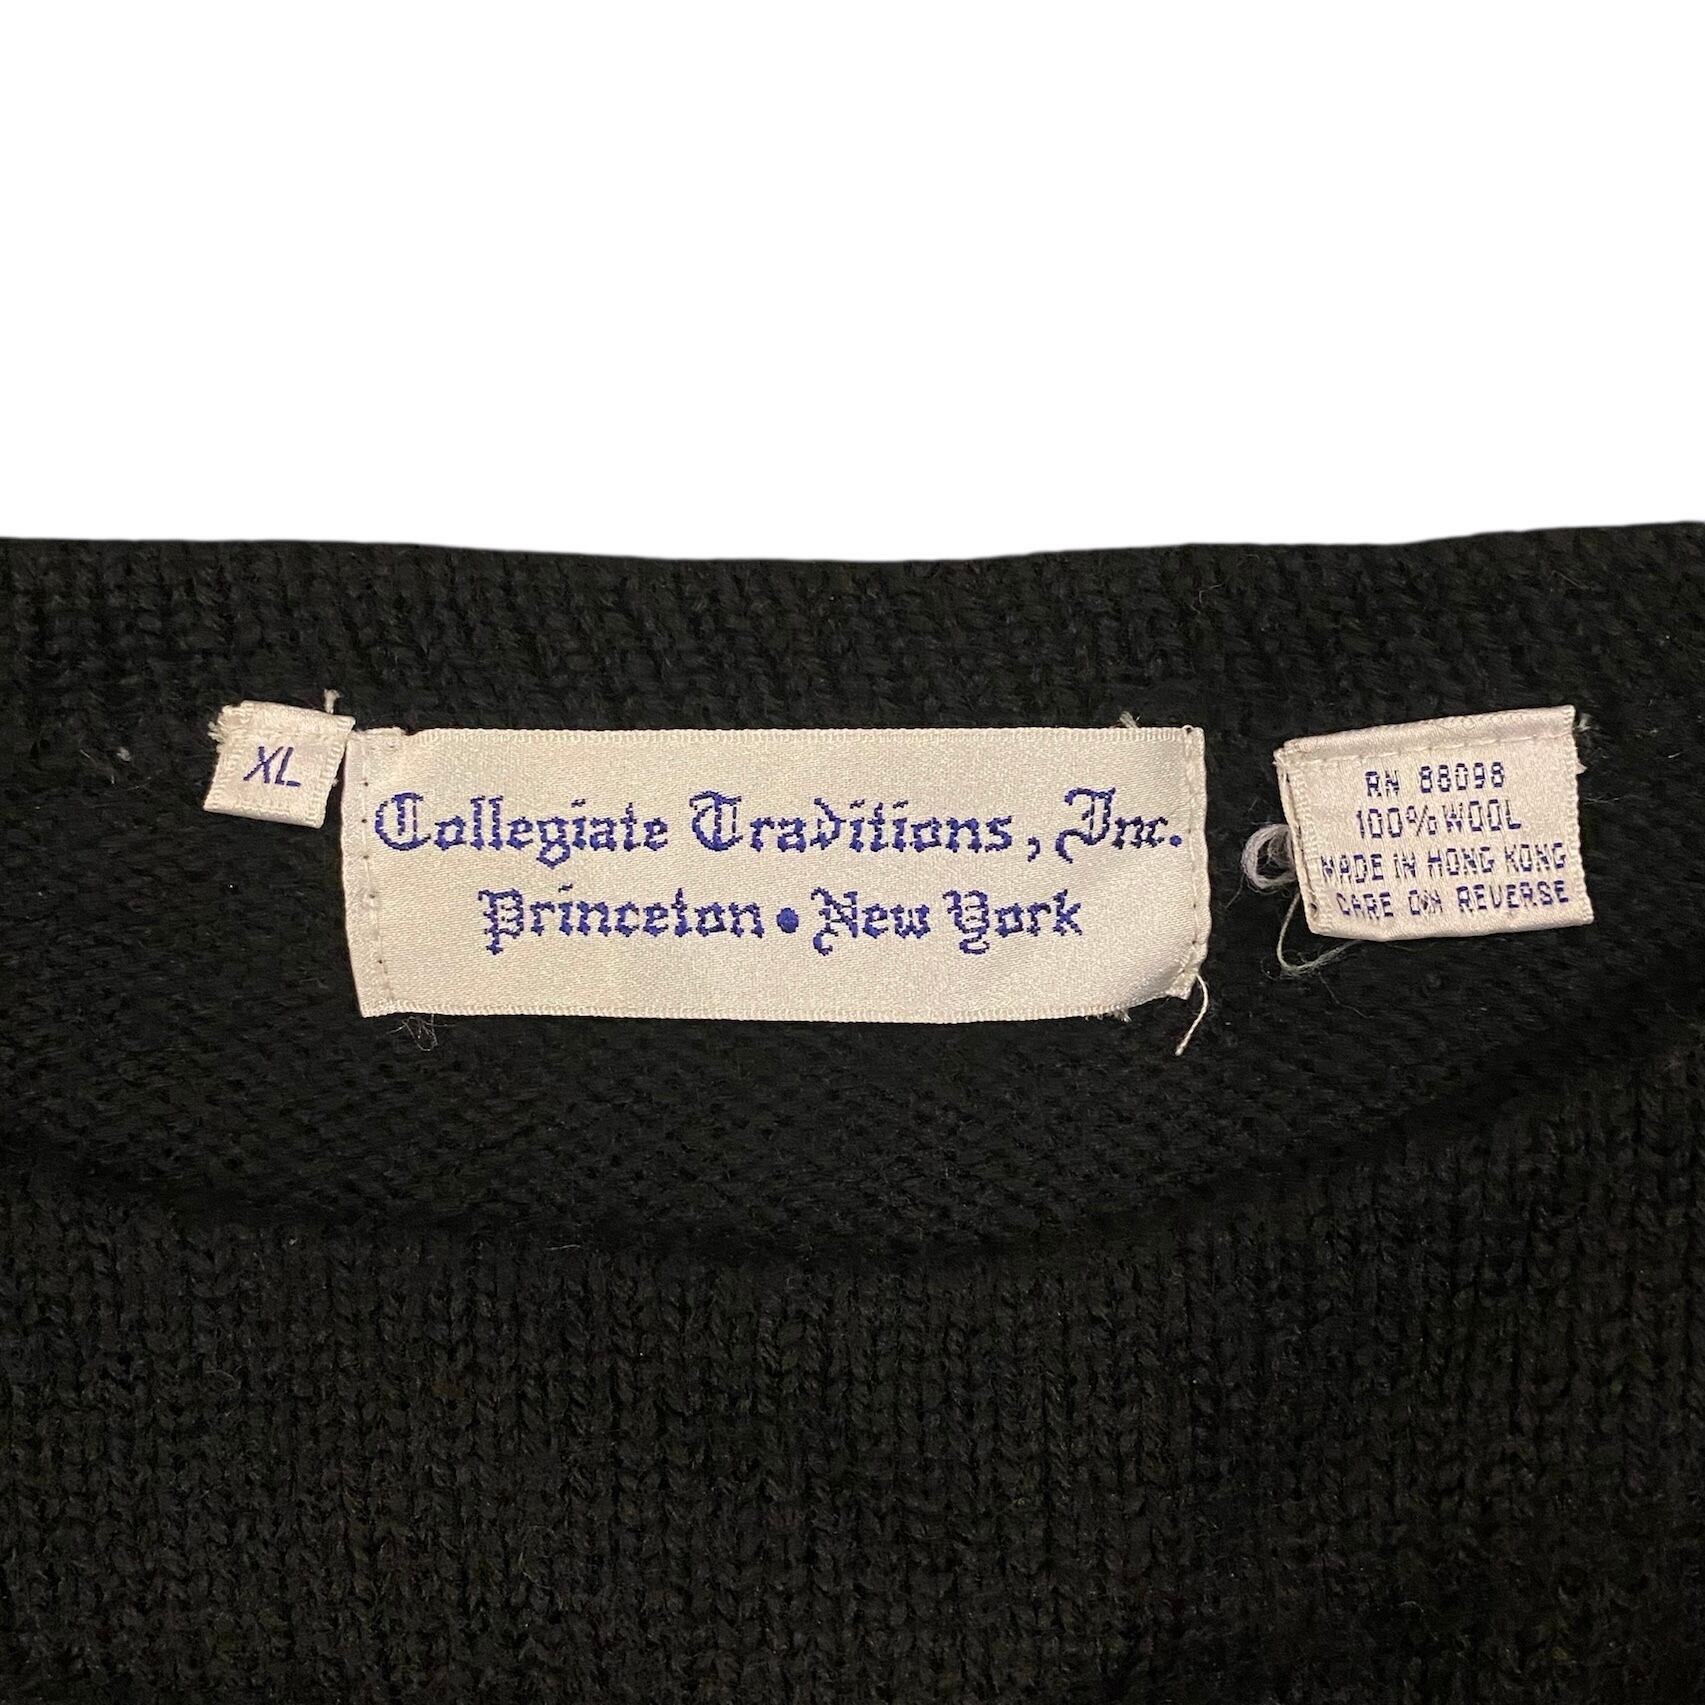 XL
Collegiate Traditions, Inc.
Princeton • New York
RN 88098
100% WOOL
MADE IN HONG KONG
CARE ON REVERSE